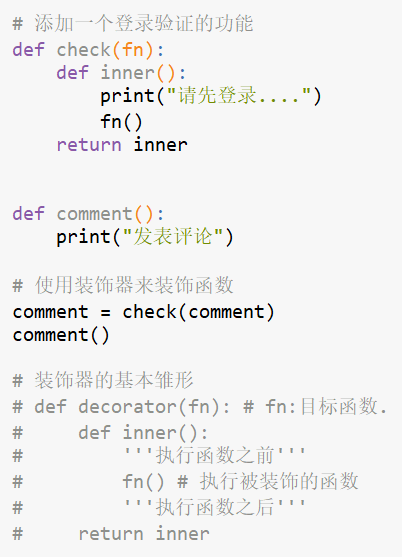 # 添加一个登录验证的功能
def check(fn):
    def inner():
        print("请先登录....")
        fn()
    return inner
def comment():
    print("发表评论")
# 使用装饰器来装饰函数
comment = check(comment)
comment()
# 装饰器的基本雏形
# def decorator(fn): # fn:目标函数.
#     def inner():
#         '''执行函数之前'''
#         fn() # 执行被装饰的函数
#         '''执行函数之后'''
#     return inner